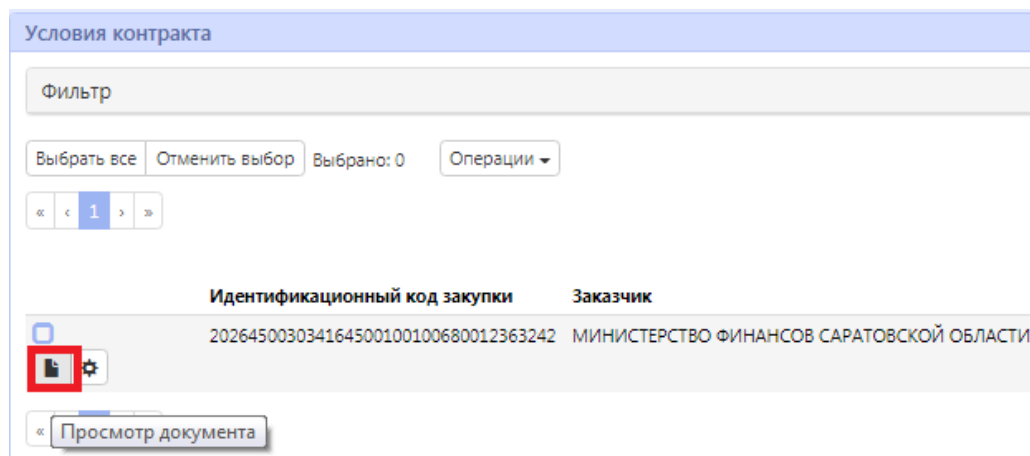 Условия контракта
Фильтр
Выбрать все Отменить выбор Выбрано: 0 Операции
« ‹ 1 › »
Идентификационный код закупки Заказчик
202645003034164500100100680012363242 МИНИСТЕРСТВО ФИНАНСОВ САРАТОВСКОЙ ОБЛАСТИ
«
Просмотр документа